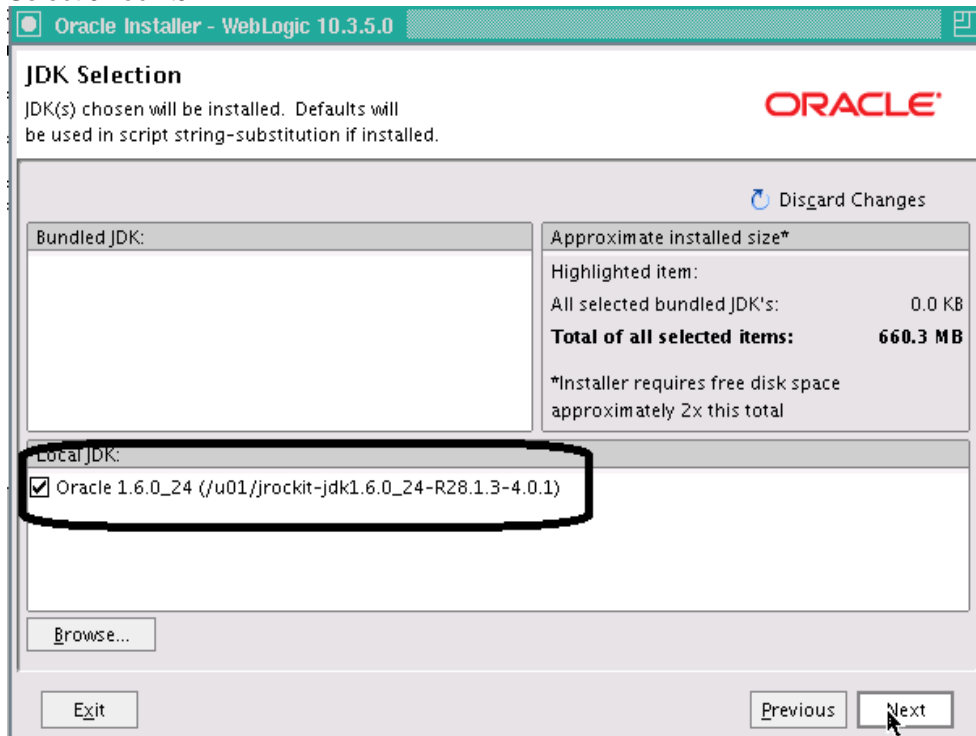 Oracle Installer - WebLogic 10.3.5.0
JDK Selection
JDK(s) chosen will be installed. Defaults will
be used in script string-substitution if installed.
ORACLE
Discard Changes
Bundled JDK:
Approximate installed size*
Highlighted item:
All selected bundled JDK's: 0.0 KB
Total of all selected items: 660.3 MB
*Installer requires free disk space
approximately 2x this total
Local JDK:
Oracle 1.6.0_24 (/u01/jrockit-jdk1.6.0_24-R28.1.3-4.0.1)
Browse...
Exit
Previous
Next